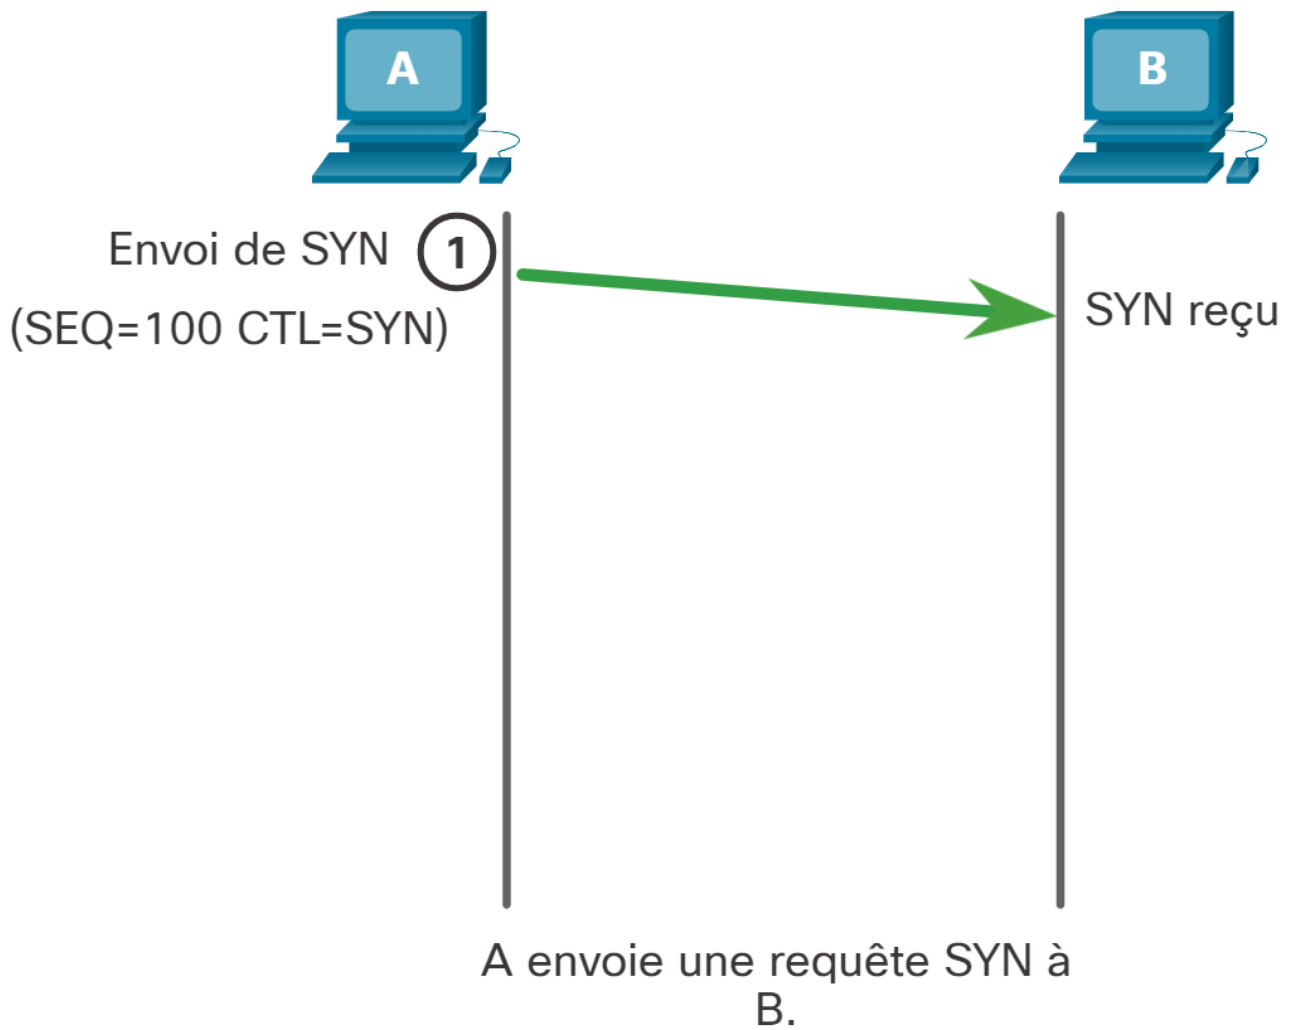 A
B
Envoi de SYN 1
(SEQ=100 CTL=SYN)
SYN reçu
A envoie une requête SYN à
B.